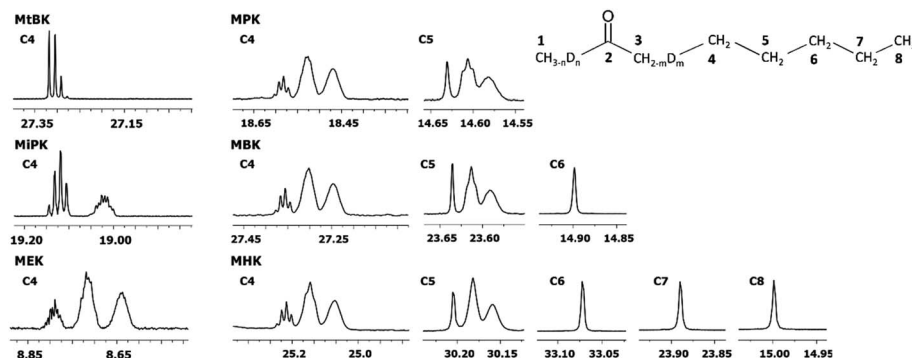 MtBK
C4
27.35 27.15
MPK
C4
18.65 18.45
C5
14.65 14.60 14.55
O
1 3 5 7
CH3-nDn CH2-mDm CH2 CH2 CH2 CH2
2 4 6 8
MiPK
C4
19.20 19.00
MBK
C4
27.45 27.25
C5
23.65 23.60
C6
14.90 14.85
MEK
C4
8.85 8.65
MHK
C4
25.2 25.0
C5
30.20 30.15
C6
33.10 33.05
C7
23.90 23.85
C8
15.00 14.95